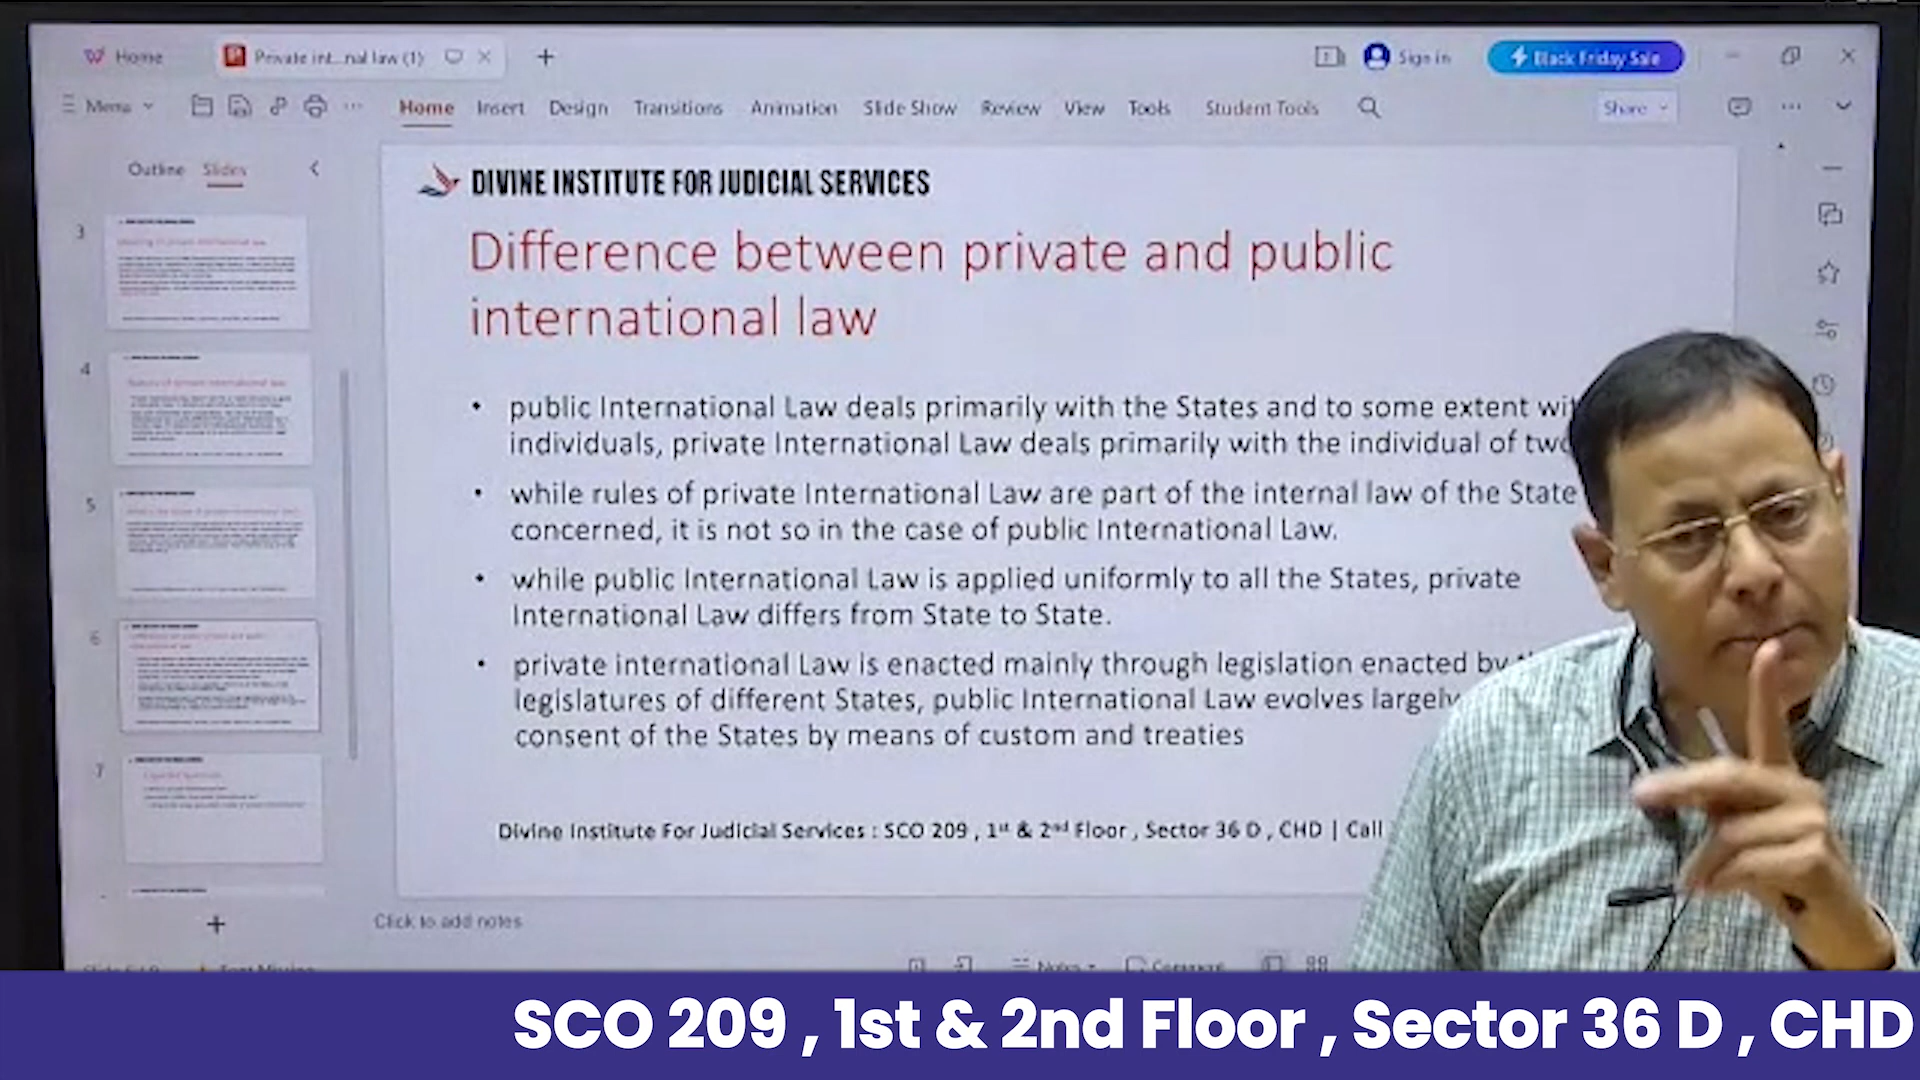 Home
Private int...nal law (1)
Sign in
Black Friday Sale
Menu
Home Insert Design Transitions Animation Slide Show Review View Tools Student Tools
Share
Outline Slides
DIVINE INSTITUTE FOR JUDICIAL SERVICES
Difference between private and public
international law
• public International Law deals primarily with the States and to some extent
individuals, private International Law deals primarily with the individual of two
• while rules of private International Law are part of the internal law of the State
concerned, it is not so in the case of public International Law.
• while public International Law is applied uniformly to all the States, private
International Law differs from State to State.
• private international Law is enacted mainly through legislation enacted by
legislatures of different States, public International Law evolves largely
consent of the States by means of custom and treaties
Divine Institute For Judicial Services : SCO 209 , 1st & 2nd Floor , Sector 36 D , CHD | Call
3
4
5
6
7
Click to add notes
Notes
Comment
SCO 209 , 1st & 2nd Floor , Sector 36 D , CHD